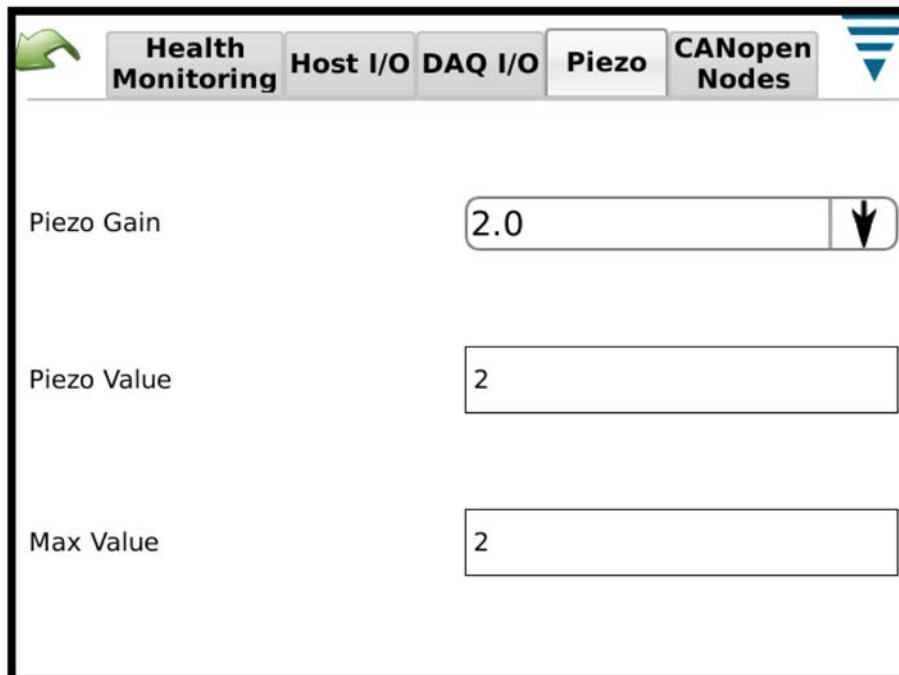 Health Monitoring
Host I/O
DAQ I/O
Piezo
CANopen Nodes
Piezo Gain
2.0
Piezo Value
2
Max Value
2